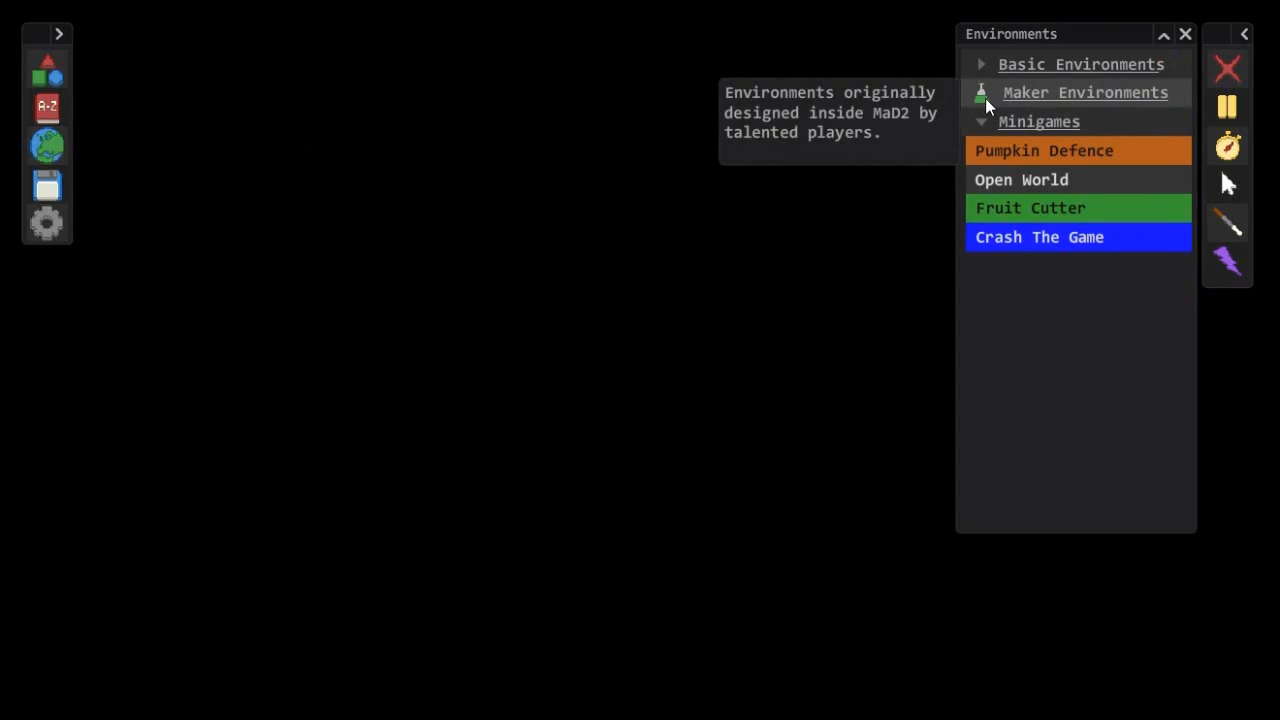 Environments
Basic Environments
Maker Environments
Environments originally
designed inside MaD2 by
talented players.
Minigames
Pumpkin Defence
Open World
Fruit Cutter
Crash The Game
A-Z